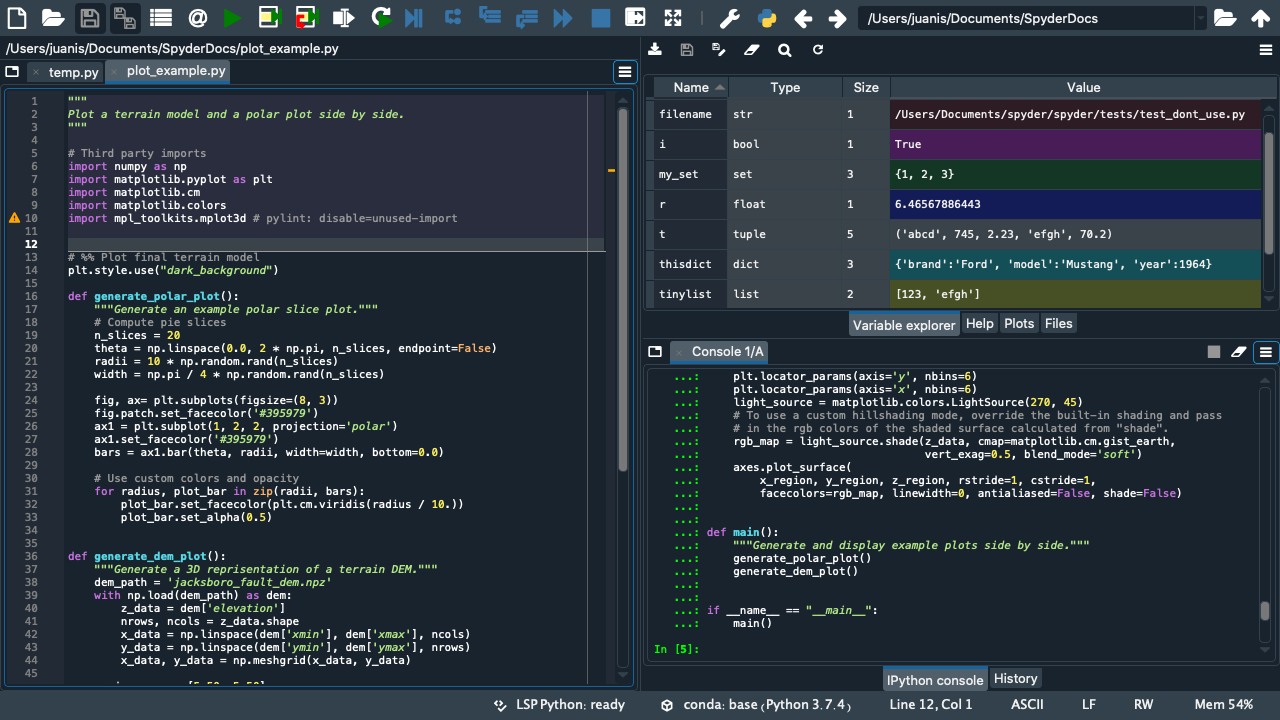 /Users/juanis/Documents/SpyderDocs
/Users/juanis/Documents/SpyderDocs/plot_example.py
temp.py
plot_example.py
1 """
2 Plot a terrain model and a polar plot side by side.
3 """
4
5 # Third party imports
6 import numpy as np
7 import matplotlib.pyplot as plt
8 import matplotlib.cm
9 import matplotlib.colors
10 import mpl_toolkits.mplot3d # pylint: disable=unused-import
11
12
13 # %% Plot final terrain model
14 plt.style.use("dark_background")
15
16 def generate_polar_plot():
17 """Generate an example polar slice plot."""
18 # Compute pie slices
19 n_slices = 20
20 theta = np.linspace(0.0, 2 * np.pi, n_slices, endpoint=False)
21 radii = 10 * np.random.rand(n_slices)
22 width = np.pi / 4 * np.random.rand(n_slices)
23
24 fig, ax= plt.subplots(figsize=(8, 3))
25 fig.patch.set_facecolor('#395979')
26 ax1 = plt.subplot(1, 2, 2, projection='polar')
27 ax1.set_facecolor('#395979')
28 bars = ax1.bar(theta, radii, width=width, bottom=0.0)
29
30 # Use custom colors and opacity
31 for radius, plot_bar in zip(radii, bars):
32 plot_bar.set_facecolor(plt.cm.viridis(radius / 10.))
33 plot_bar.set_alpha(0.5)
34
35
36 def generate_dem_plot():
37 """Generate a 3D reprisentation of a terrain DEM."""
38 dem_path = 'jacksboro_fault_dem.npz'
39 with np.load(dem_path) as dem:
40 z_data = dem['elevation']
41 nrows, ncols = z_data.shape
42 x_data = np.linspace(dem['xmin'], dem['xmax'], ncols)
43 y_data = np.linspace(dem['ymin'], dem['ymax'], nrows)
44 x_data, y_data = np.meshgrid(x_data, y_data)
45
Name Type Size Value
filename str 1 /Users/Documents/spyder/spyder/tests/test_dont_use.py
i bool 1 True
my_set set 3 {1, 2, 3}
r float 1 6.46567886443
t tuple 5 ('abcd', 745, 2.23, 'efgh', 70.2)
thisdict dict 3 {'brand':'Ford', 'model':'Mustang', 'year':1964}
tinylist list 2 [123, 'efgh']
Variable explorer Help Plots Files
Console 1/A
...: plt.locator_params(axis='y', nbins=6)
...: plt.locator_params(axis='x', nbins=6)
...: light_source = matplotlib.colors.LightSource(270, 45)
...: # To use a custom hillshading mode, override the built-in shading and pass
...: # in the rgb colors of the shaded surface calculated from "shade".
...: rgb_map = light_source.shade(z_data, cmap=matplotlib.cm.gist_earth,
...: vert_exag=0.5, blend_mode='soft')
...: axes.plot_surface(
...: x_region, y_region, z_region, rstride=1, cstride=1,
...: facecolors=rgb_map, linewidth=0, antialiased=False, shade=False)
...:
...:
...: def main():
...: """Generate and display example plots side by side."""
...: generate_polar_plot()
...: generate_dem_plot()
...:
...:
...: if __name__ == "__main__":
...: main()
In [5]:
IPython console History
LSP Python: ready conda: base (Python 3.7.4) Line 12, Col 1 ASCII LF RW Mem 54%